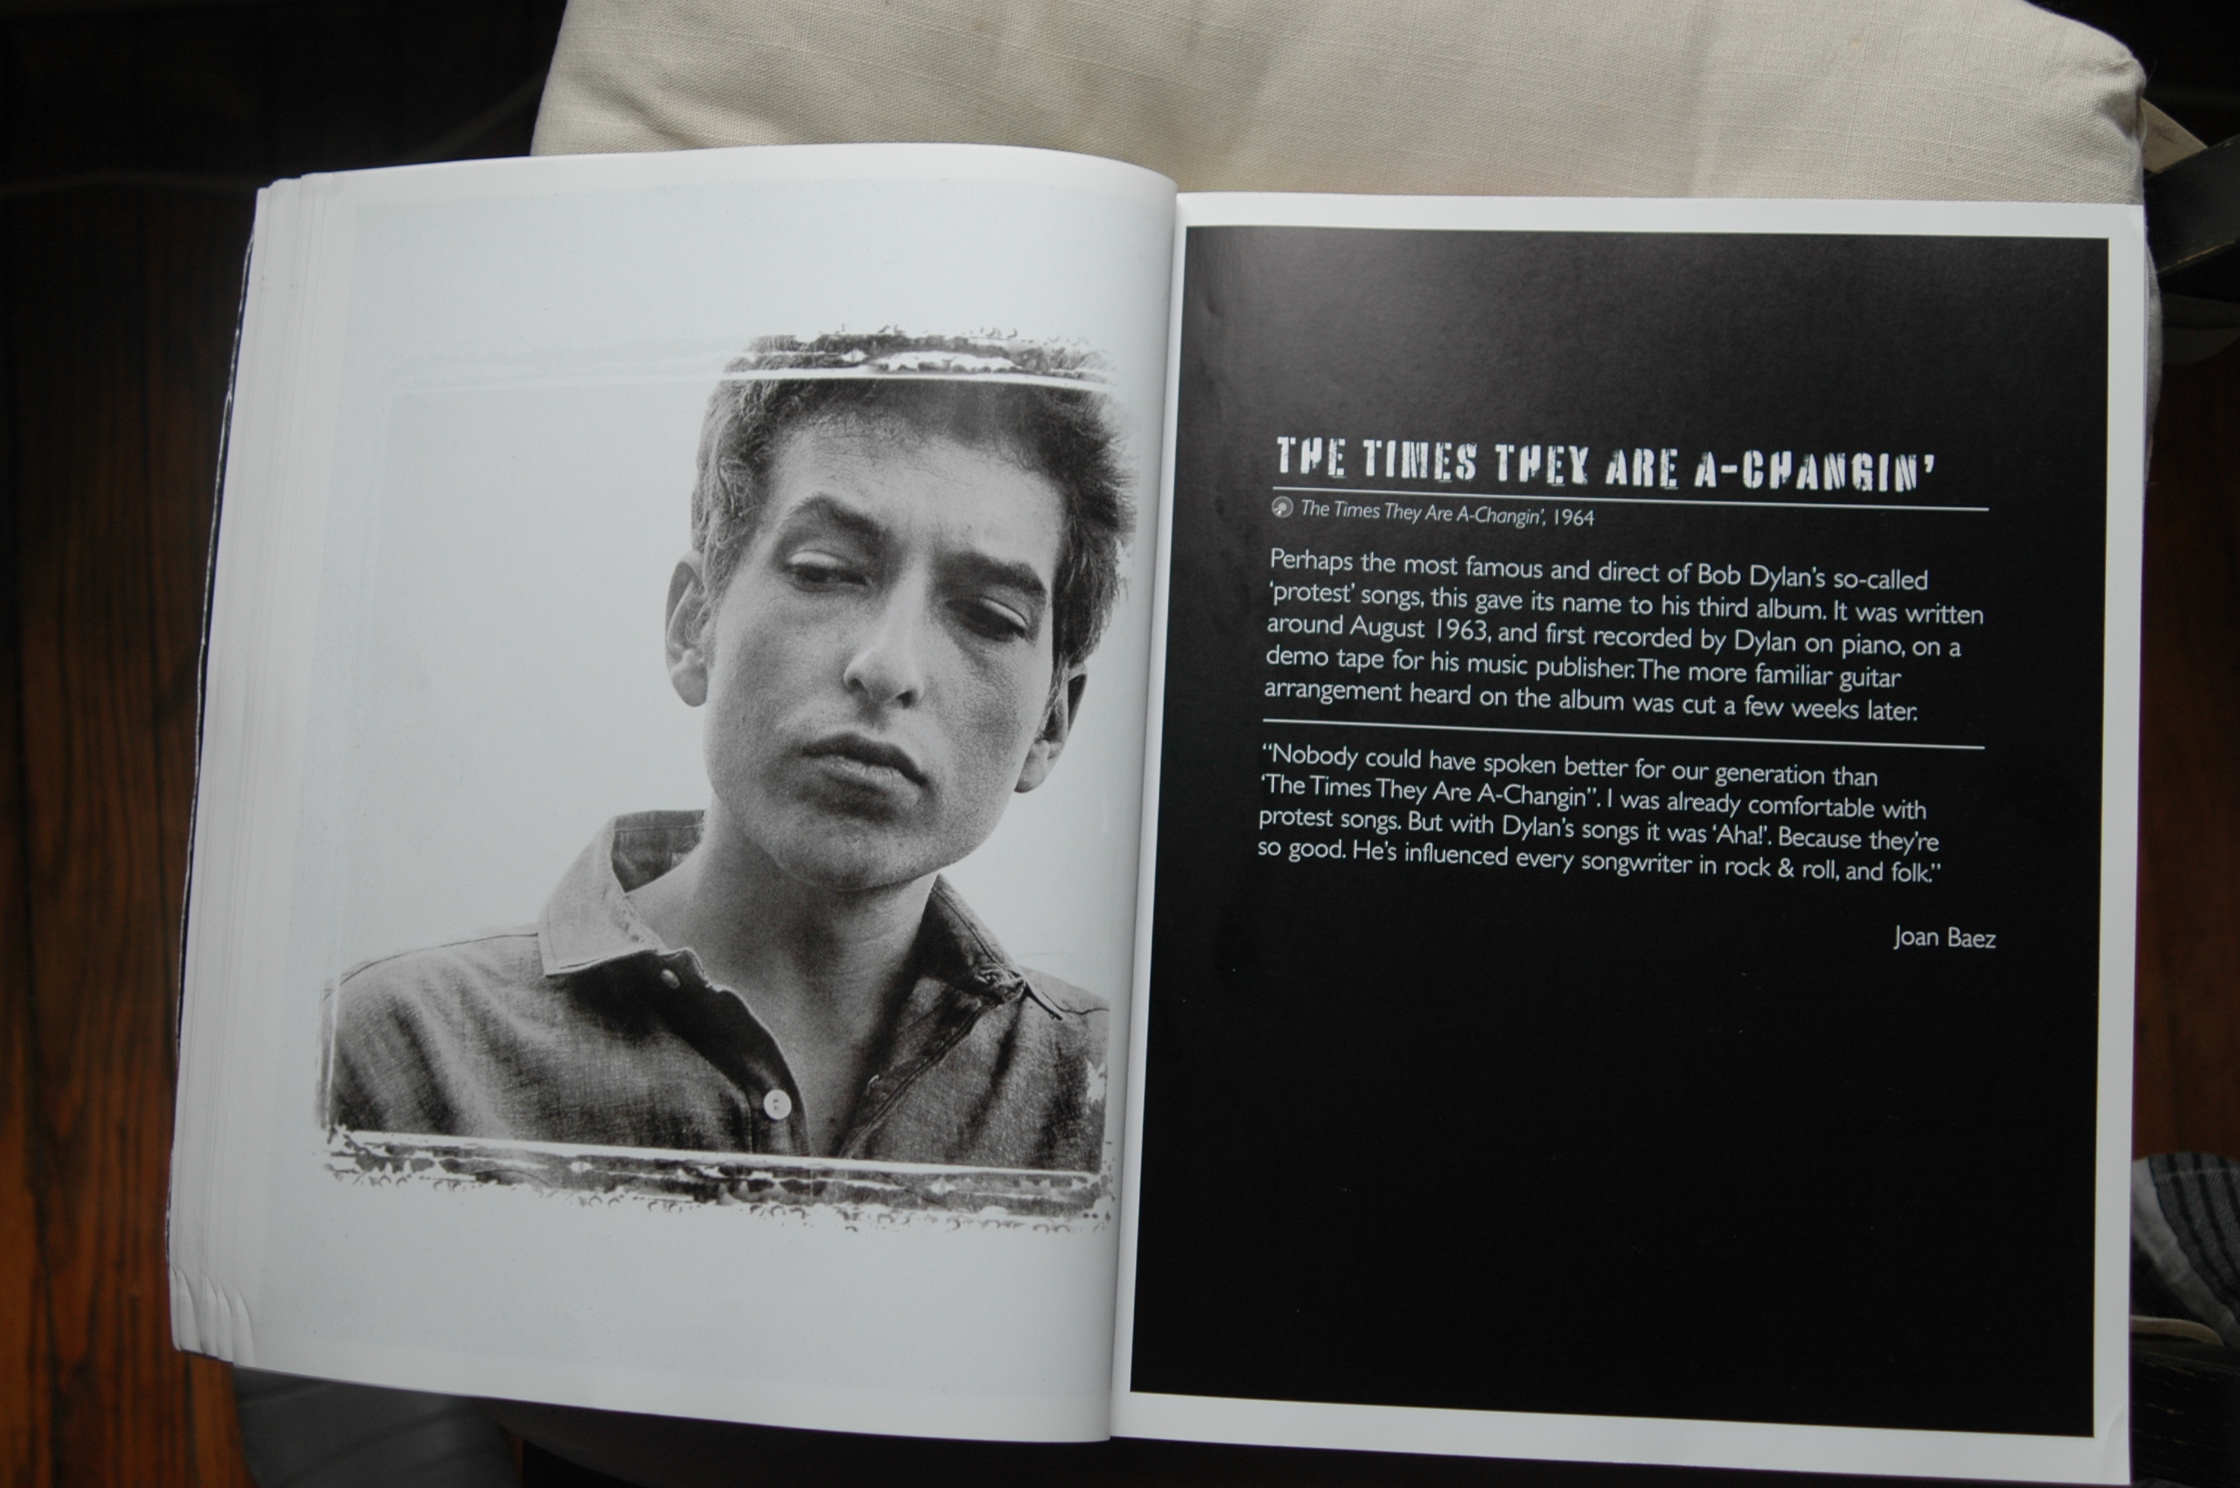 THE TIMES THEY ARE A-CHANGIN'
The Times They Are A-Changin', 1964
Perhaps the most famous and direct of Bob Dylan's so-called
'protest' songs, this gave its name to his third album. It was written
around August 1963, and first recorded by Dylan on piano, on a
demo tape for his music publisher. The more familiar guitar
arrangement heard on the album was cut a few weeks later.
“Nobody could have spoken better for our generation than
‘The Times They Are A-Changin’’. I was already comfortable with
protest songs. But with Dylan's songs it was ‘Aha!’. Because they're
so good. He's influenced every songwriter in rock & roll, and folk.”
Joan Baez